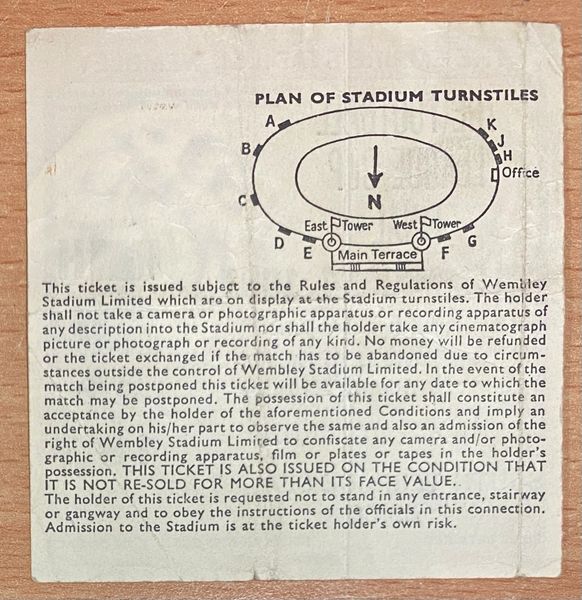 PLAN OF STADIUM TURNSTILES
A
K
B
J
H
Office
C
N
East Tower
West Tower
D
E
Main Terrace
F
G
This ticket is issued subject to the Rules and Regulations of Wembley
Stadium Limited which are on display at the Stadium turnstiles. The holder
shall not take a camera or photographic apparatus or recording apparatus of
any description into the Stadium nor shall the holder take any cinematograph
picture or photograph or recording of any kind. No money will be refunded
or the ticket exchanged if the match has to be abandoned due to circum-
stances outside the control of Wembley Stadium Limited. In the event of the
match being postponed this ticket will be available for any date to which the
match may be postponed. The possession of this ticket shall constitute an
acceptance by the holder of the aforementioned Conditions and imply an
undertaking on his/her part to observe the same and also an admission of the
right of Wembley Stadium Limited to confiscate any camera and/or photo-
graphic or recording apparatus, film or plates or tapes in the holder's
possession. THIS TICKET IS ALSO ISSUED ON THE CONDITION THAT
IT IS NOT RE-SOLD FOR MORE THAN ITS FACE VALUE.
The holder of this ticket is requested not to stand in any entrance, stairway
or gangway and to obey the instructions of the officials in this connection.
Admission to the Stadium is at the ticket holder's own risk.